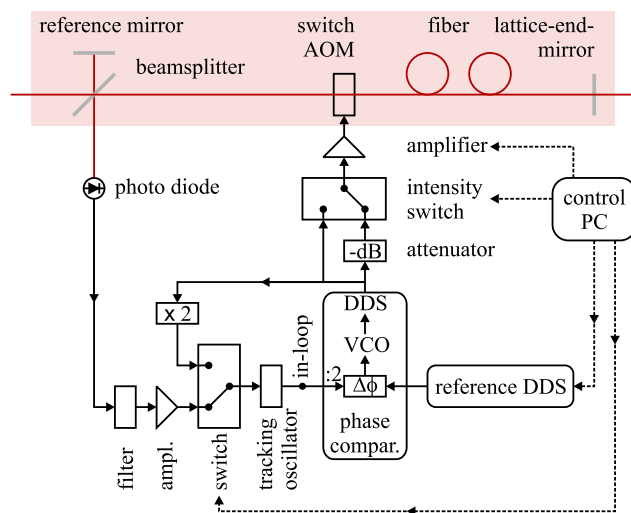 reference mirror
beamsplitter
switch
AOM
fiber
lattice-end-
mirror
photo diode
amplifier
intensity
switch
control
PC
attenuator
-dB
x 2
DDS
VCO
in-loop
:2
Δϕ
phase
compar.
reference DDS
filter
ampl.
switch
tracking
oscillator